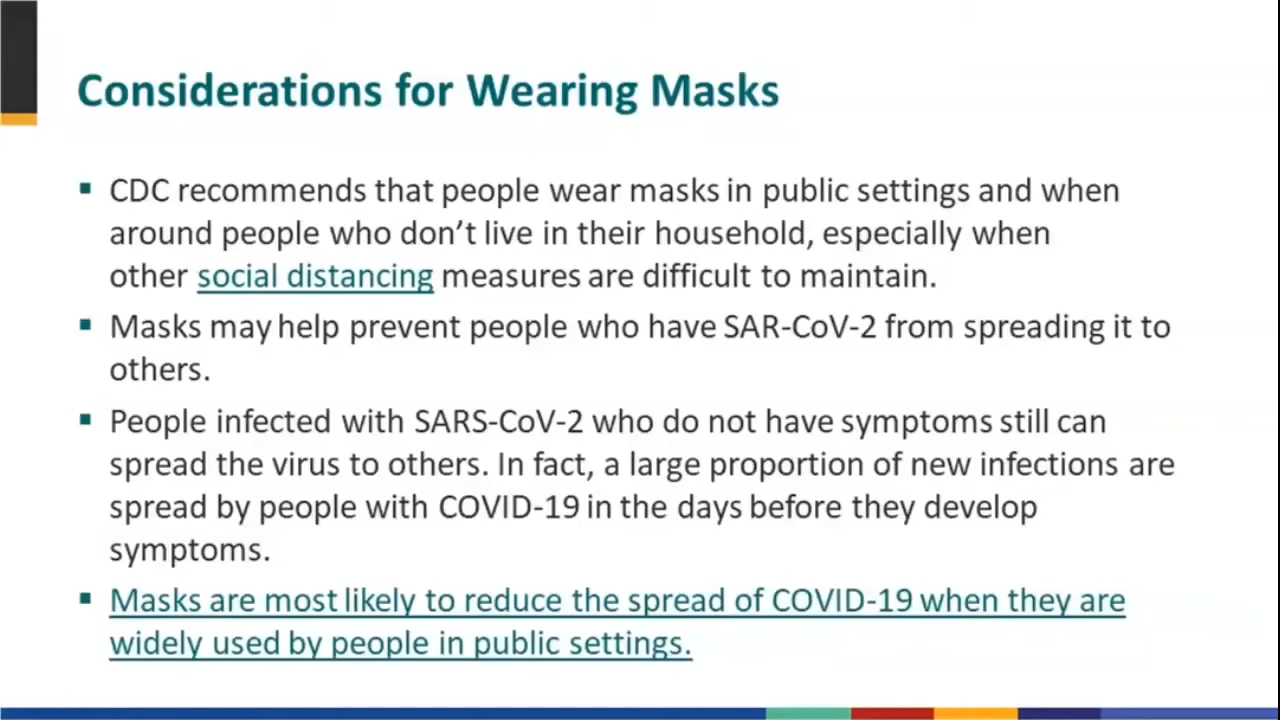 Considerations for Wearing Masks
CDC recommends that people wear masks in public settings and when
around people who don’t live in their household, especially when
other social distancing measures are difficult to maintain.
Masks may help prevent people who have SAR-CoV-2 from spreading it to
others.
People infected with SARS-CoV-2 who do not have symptoms still can
spread the virus to others. In fact, a large proportion of new infections are
spread by people with COVID-19 in the days before they develop
symptoms.
Masks are most likely to reduce the spread of COVID-19 when they are
widely used by people in public settings.